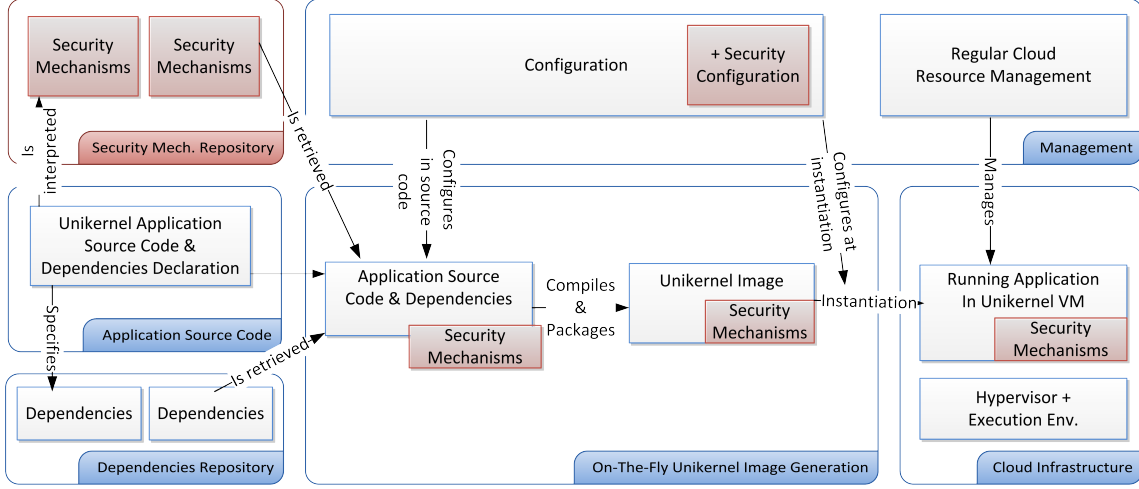 Security
Mechanisms
Security
Mechanisms
Security Mech. Repository
Configuration
+ Security
Configuration
Regular Cloud
Resource Management
Management
Is
interpreted
Is retrieved
Configures
in source
code
Configures at
instantiation
Manages
Unikernel Application
Source Code &
Dependencies Declaration
Application Source Code
Specifies
Application Source
Code & Dependencies
Security
Mechanisms
Compiles
&
Packages
Unikernel Image
Security
Mechanisms
Instantiation
Running Application
In Unikernel VM
Security
Mechanisms
Is retrieved
Dependencies
Dependencies
Dependencies Repository
On-The-Fly Unikernel Image Generation
Hypervisor +
Execution Env.
Cloud Infrastructure